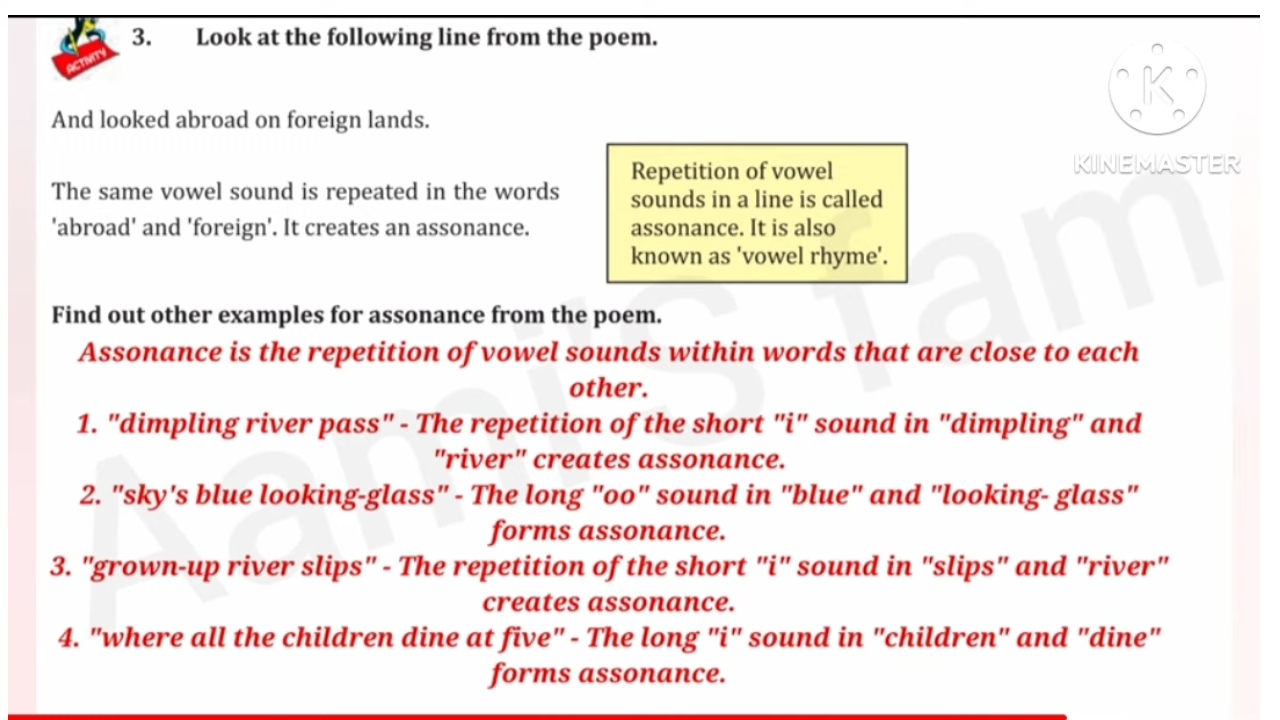 ACTIVITY
3. Look at the following line from the poem.
K
KINEMASTER
And looked abroad on foreign lands.
The same vowel sound is repeated in the words
'abroad' and 'foreign'. It creates an assonance.
Repetition of vowel
sounds in a line is called
assonance. It is also
known as 'vowel rhyme'.
Find out other examples for assonance from the poem.
Assonance is the repetition of vowel sounds within words that are close to each
other.
1. "dimpling river pass" - The repetition of the short "i" sound in "dimpling" and
"river" creates assonance.
2. "sky's blue looking-glass" - The long "oo" sound in "blue" and "looking- glass"
forms assonance.
3. "grown-up river slips" - The repetition of the short "i" sound in "slips" and "river"
creates assonance.
4. "where all the children dine at five" - The long "i" sound in "children" and "dine"
forms assonance.
Aami'S fam